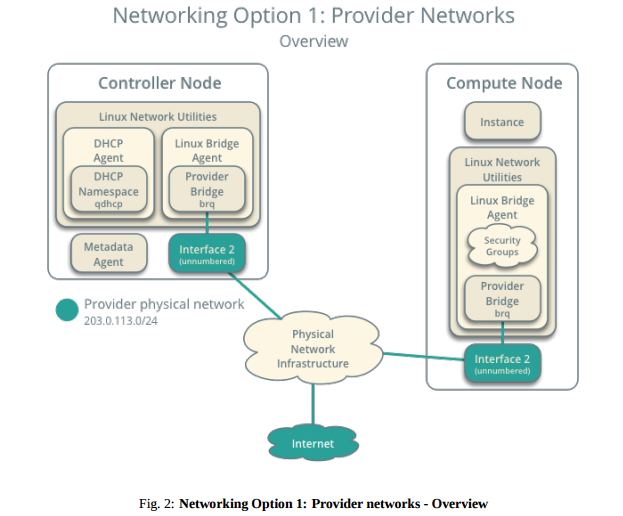 Networking Option 1: Provider Networks
Overview
Controller Node
Linux Network Utilities
DHCP
Agent
DHCP
Namespace
qdhcp
Linux Bridge
Agent
Provider
Bridge
brq
Metadata
Agent
Interface 2
(unnumbered)
Provider physical network
203.0.113.0/24
Physical
Network
Infrastructure
Internet
Compute Node
Instance
Linux Network
Utilities
Linux Bridge
Agent
Security
Groups
Provider
Bridge
brq
Interface 2
(unnumbered)
Fig. 2: Networking Option 1: Provider networks - Overview